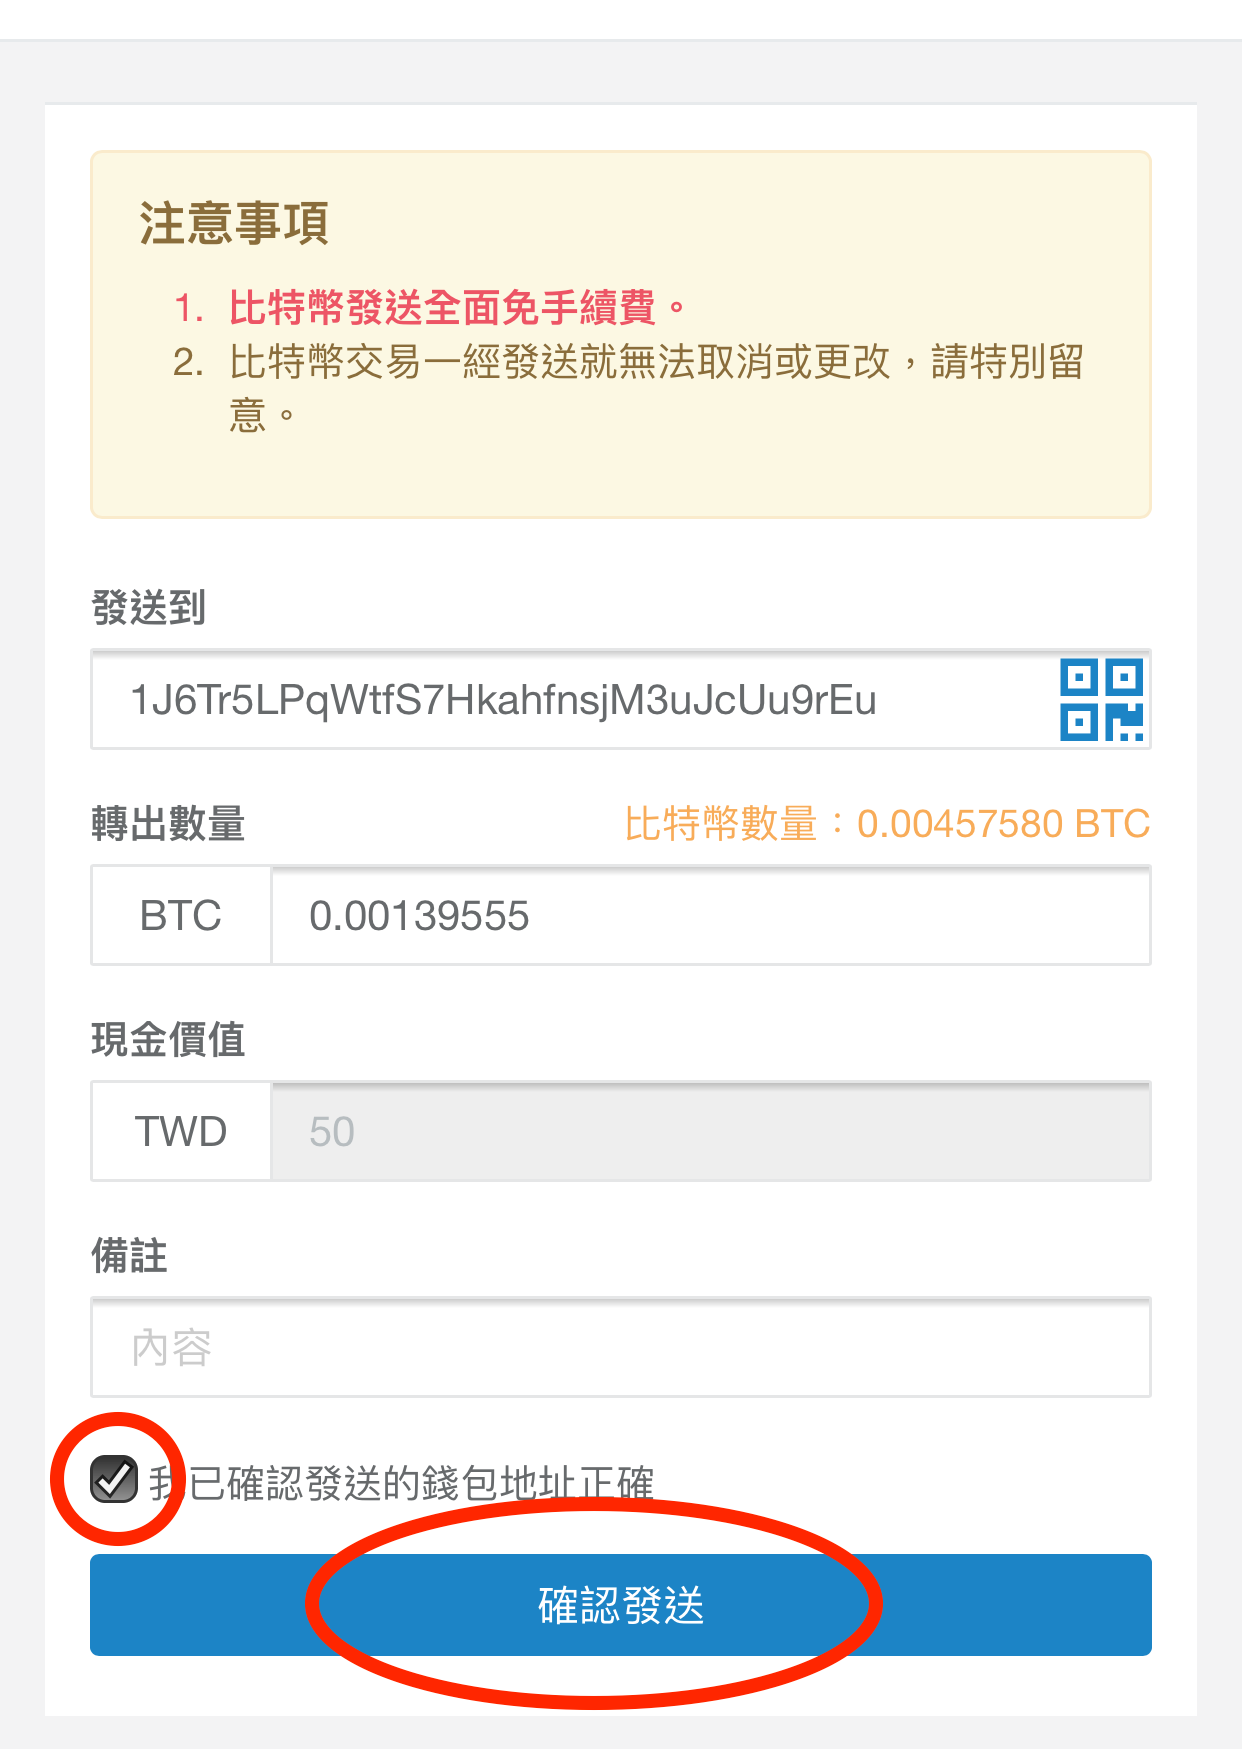 注意事項
1. 比特幣發送全面免手續費。
2. 比特幣交易一經發送就無法取消或更改，請特別留
意。
發送到
1J6Tr5LPqWtfS7HkahfnsjM3uJcUu9rEu
轉出數量 比特幣數量：0.00457580 BTC
BTC 0.00139555
現金價值
TWD 50
備註
內容
我已確認發送的錢包地址正確
確認發送